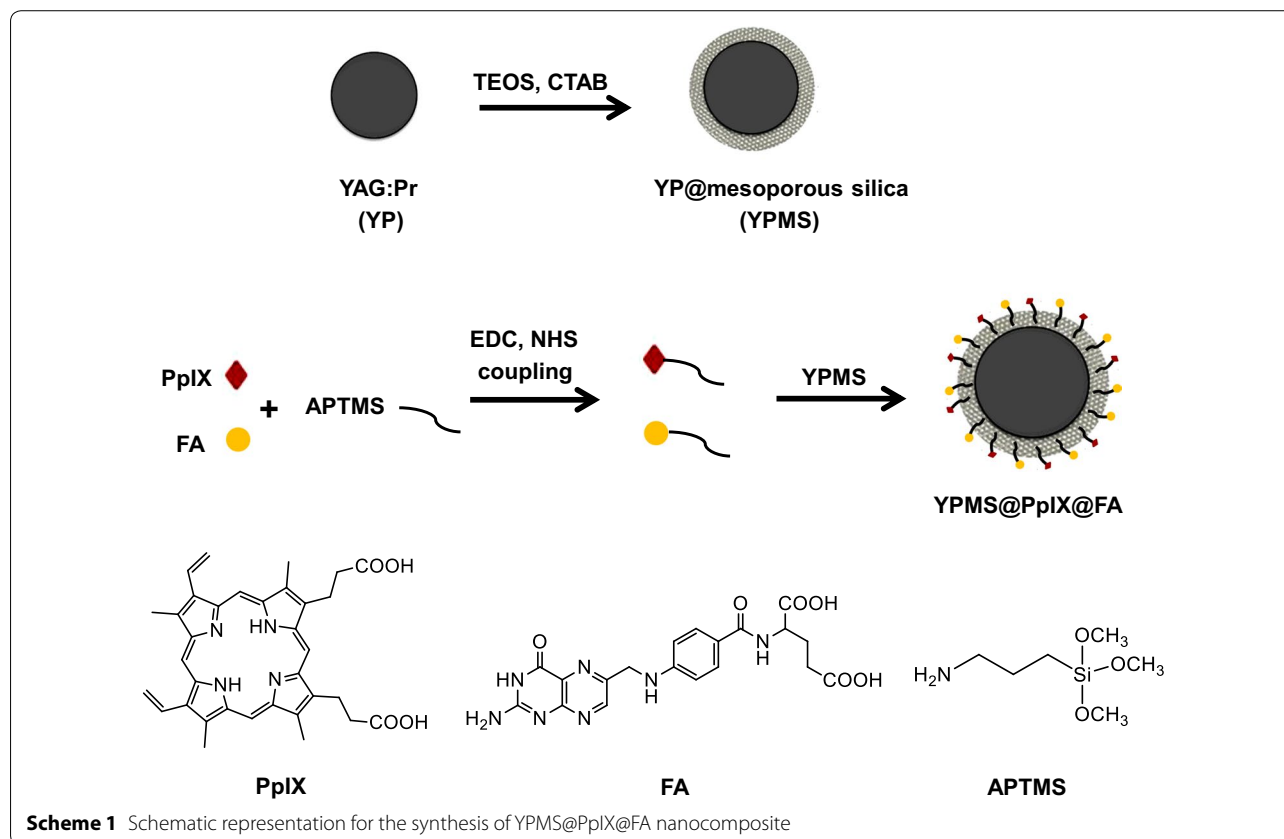 TEOS, CTAB
YAG:Pr
(YP)
YP@mesoporous silica
(YPMS)
PpIX
FA
+
APTMS
EDC, NHS
coupling
YPMS
YPMS@PpIX@FA
COOH
N
HN
NH
N
COOH
PpIX
O
HN
H₂N
N
N
N
N
H
O
N
H
COOH
COOH
FA
H₂N
Si
OCH₃
OCH₃
OCH₃
APTMS
Scheme 1 Schematic representation for the synthesis of YPMS@PpIX@FA nanocomposite